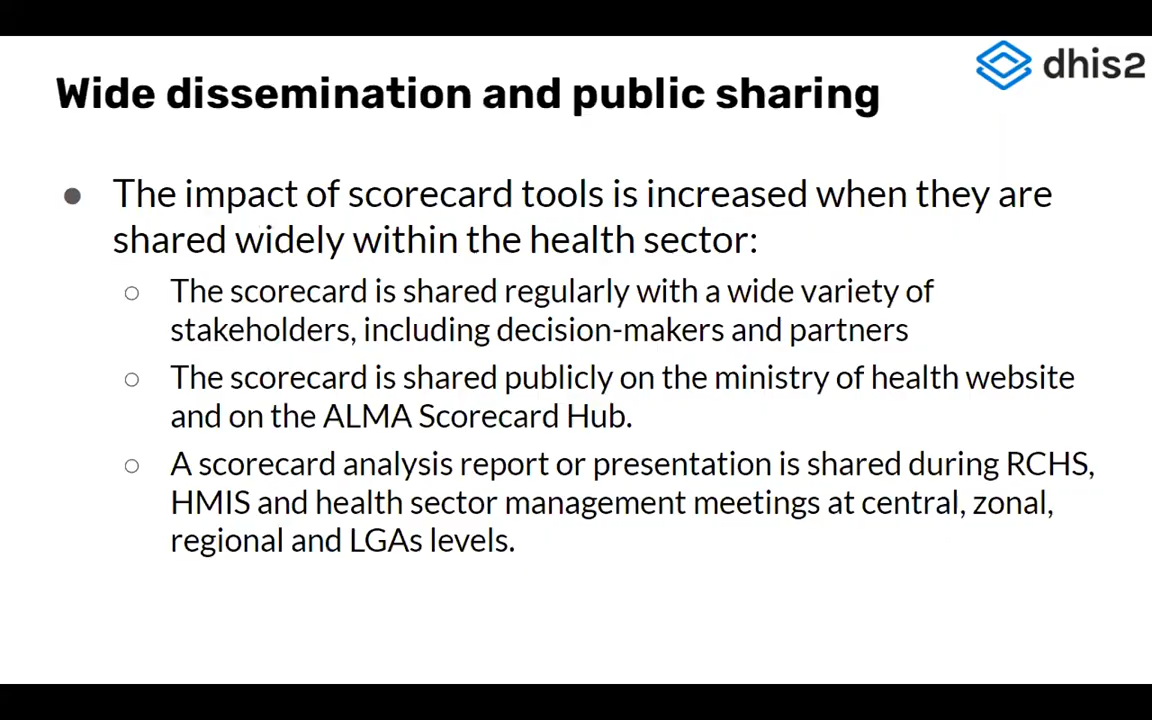 dhis2
Wide dissemination and public sharing
● The impact of scorecard tools is increased when they are
shared widely within the health sector:
○ The scorecard is shared regularly with a wide variety of
stakeholders, including decision-makers and partners
○ The scorecard is shared publicly on the ministry of health website
and on the ALMA Scorecard Hub.
○ A scorecard analysis report or presentation is shared during RCHS,
HMIS and health sector management meetings at central, zonal,
regional and LGAs levels.